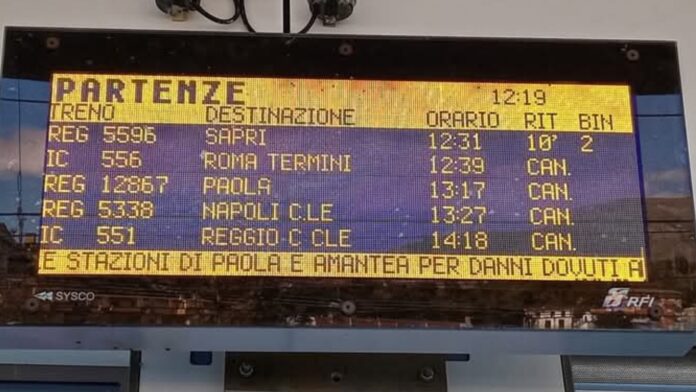 PARTENZE 12:19
TRENO DESTINAZIONE ORARIO RIT BIN
REG 5596 SAPRI 12:31 10' 2
IC 556 ROMA TERMINI 12:39 CAN.
REG 12867 PAOLA 13:17 CAN.
REG 5338 NAPOLI C.LE 13:27 CAN.
IC 551 REGGIO C CLE 14:18 CAN.
E STAZIONI DI PAOLA E AMANTEA PER DANNI DOVUTI A
SYSCO RFI